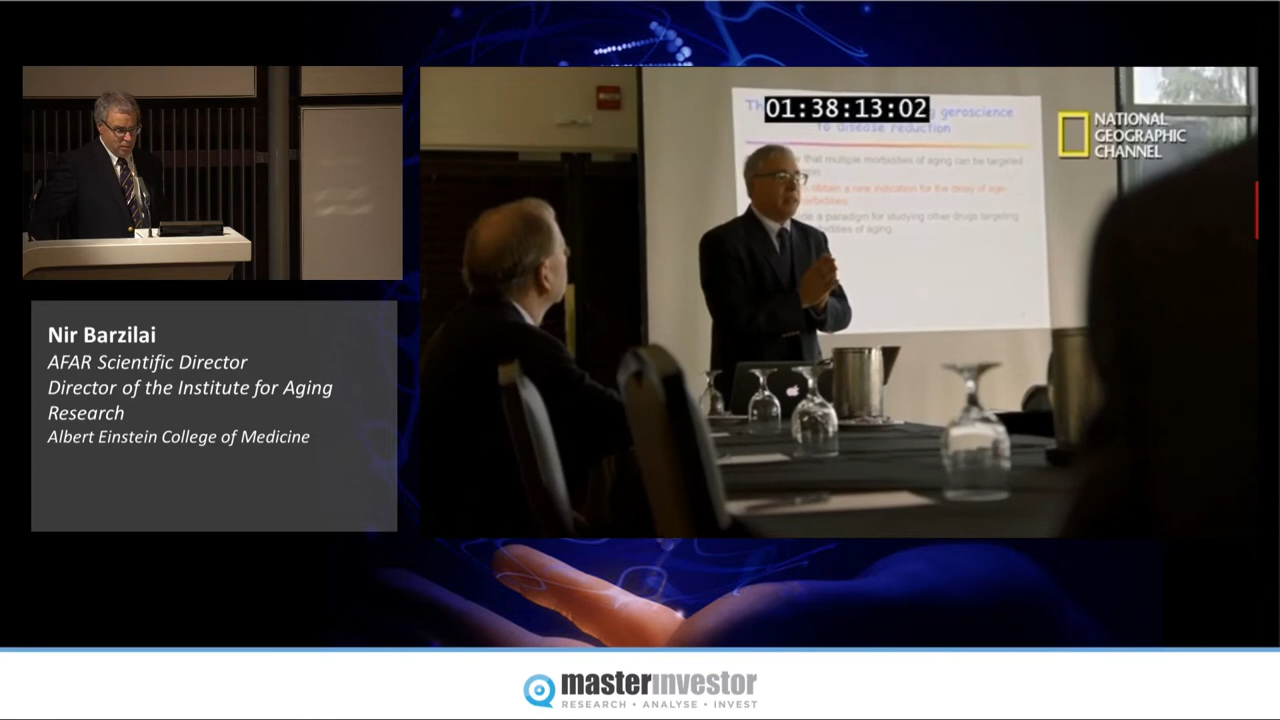 Nir Barzilai
AFAR Scientific Director
Director of the Institute for Aging
Research
Albert Einstein College of Medicine
01:38:13:02
geroscience
to disease reduction
that multiple morbidities of aging can be targeted
obtain a new indication for the delay of age-
a paradigm for studying other drugs targeting
of aging
NATIONAL
GEOGRAPHIC
CHANNEL
masterinvestor
RESEARCH • ANALYSE • INVEST